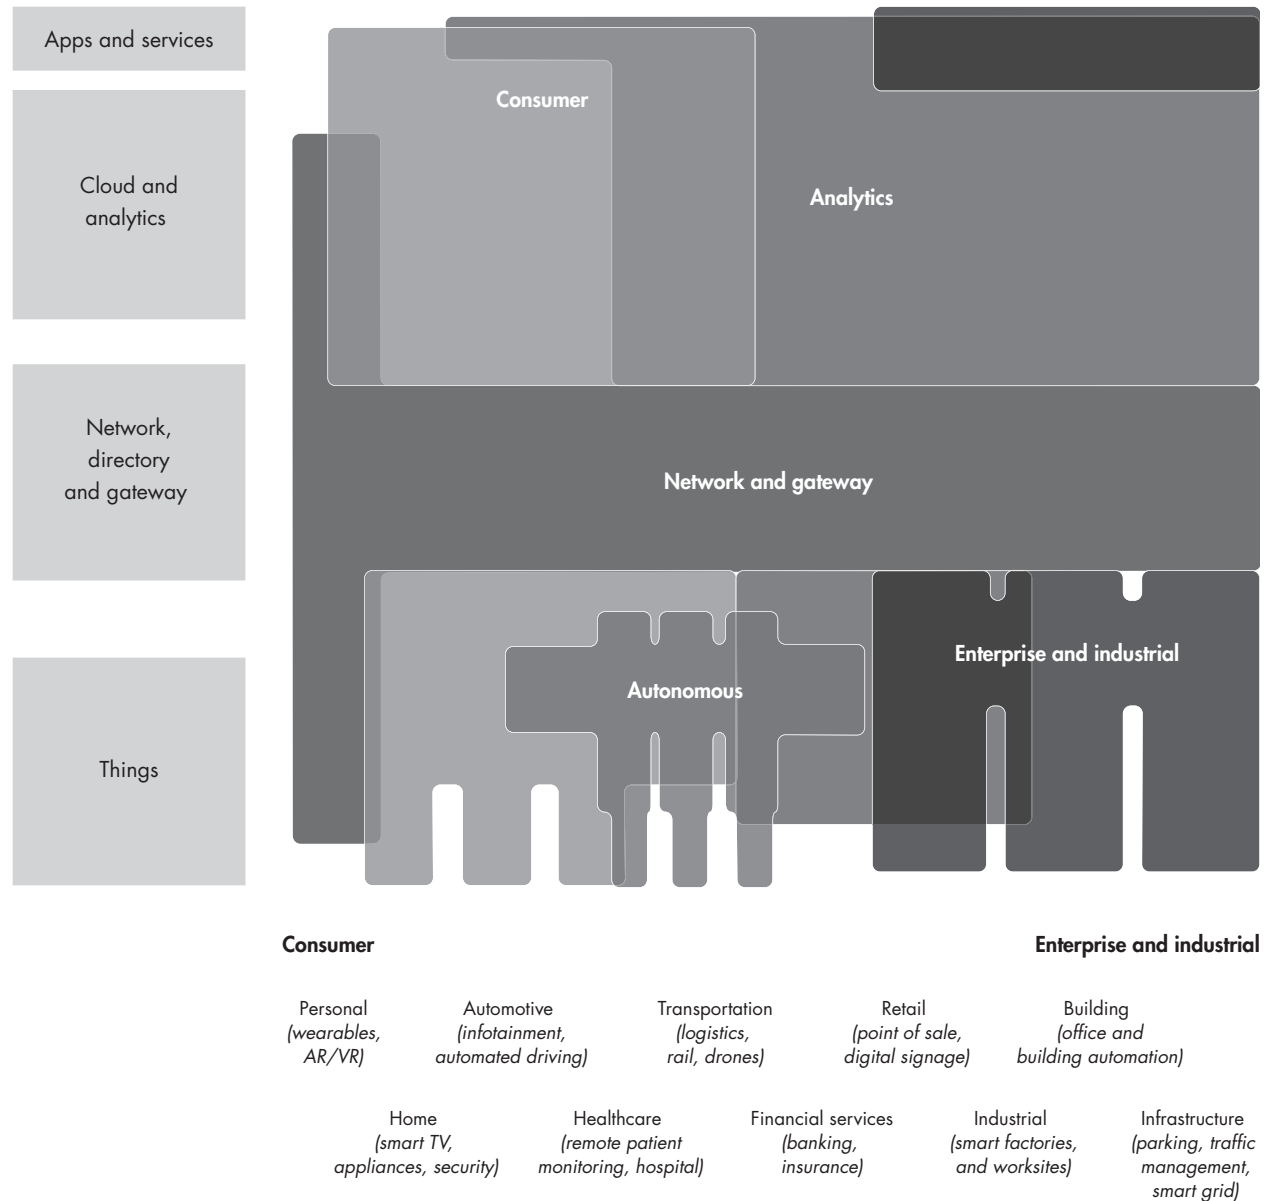 Apps and services
Cloud and
analytics
Network,
directory
and gateway
Things
Consumer
Analytics
Network and gateway
Autonomous
Enterprise and industrial
Consumer
Enterprise and industrial
Personal
(wearables,
AR/VR)
Automotive
(infotainment,
automated driving)
Transportation
(logistics,
rail, drones)
Retail
(point of sale,
digital signage)
Building
(office and
building automation)
Home
(smart TV,
appliances, security)
Healthcare
(remote patient
monitoring, hospital)
Financial services
(banking,
insurance)
Industrial
(smart factories,
and worksites)
Infrastructure
(parking, traffic
management,
smart grid)